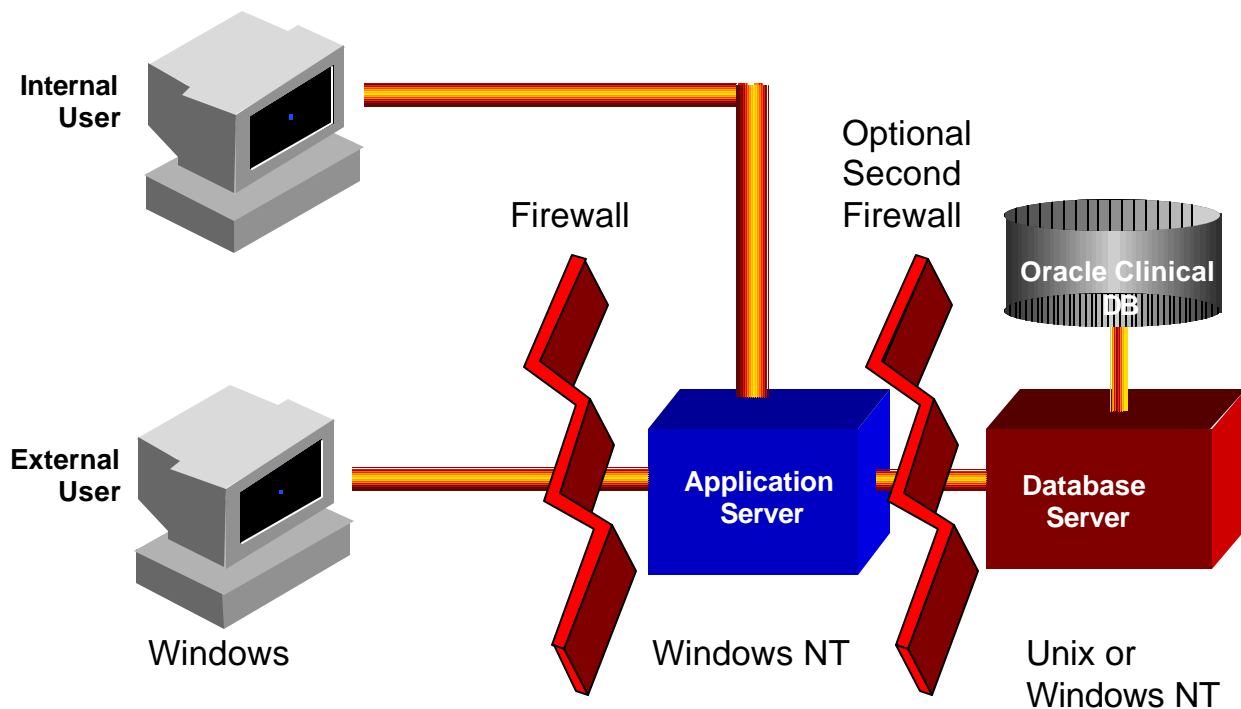 Internal
User
Firewall
Optional
Second
Firewall
Oracle Clinical
DB
External
User
Application
Server
Database
Server
Windows
Windows NT
Unix or
Windows NT